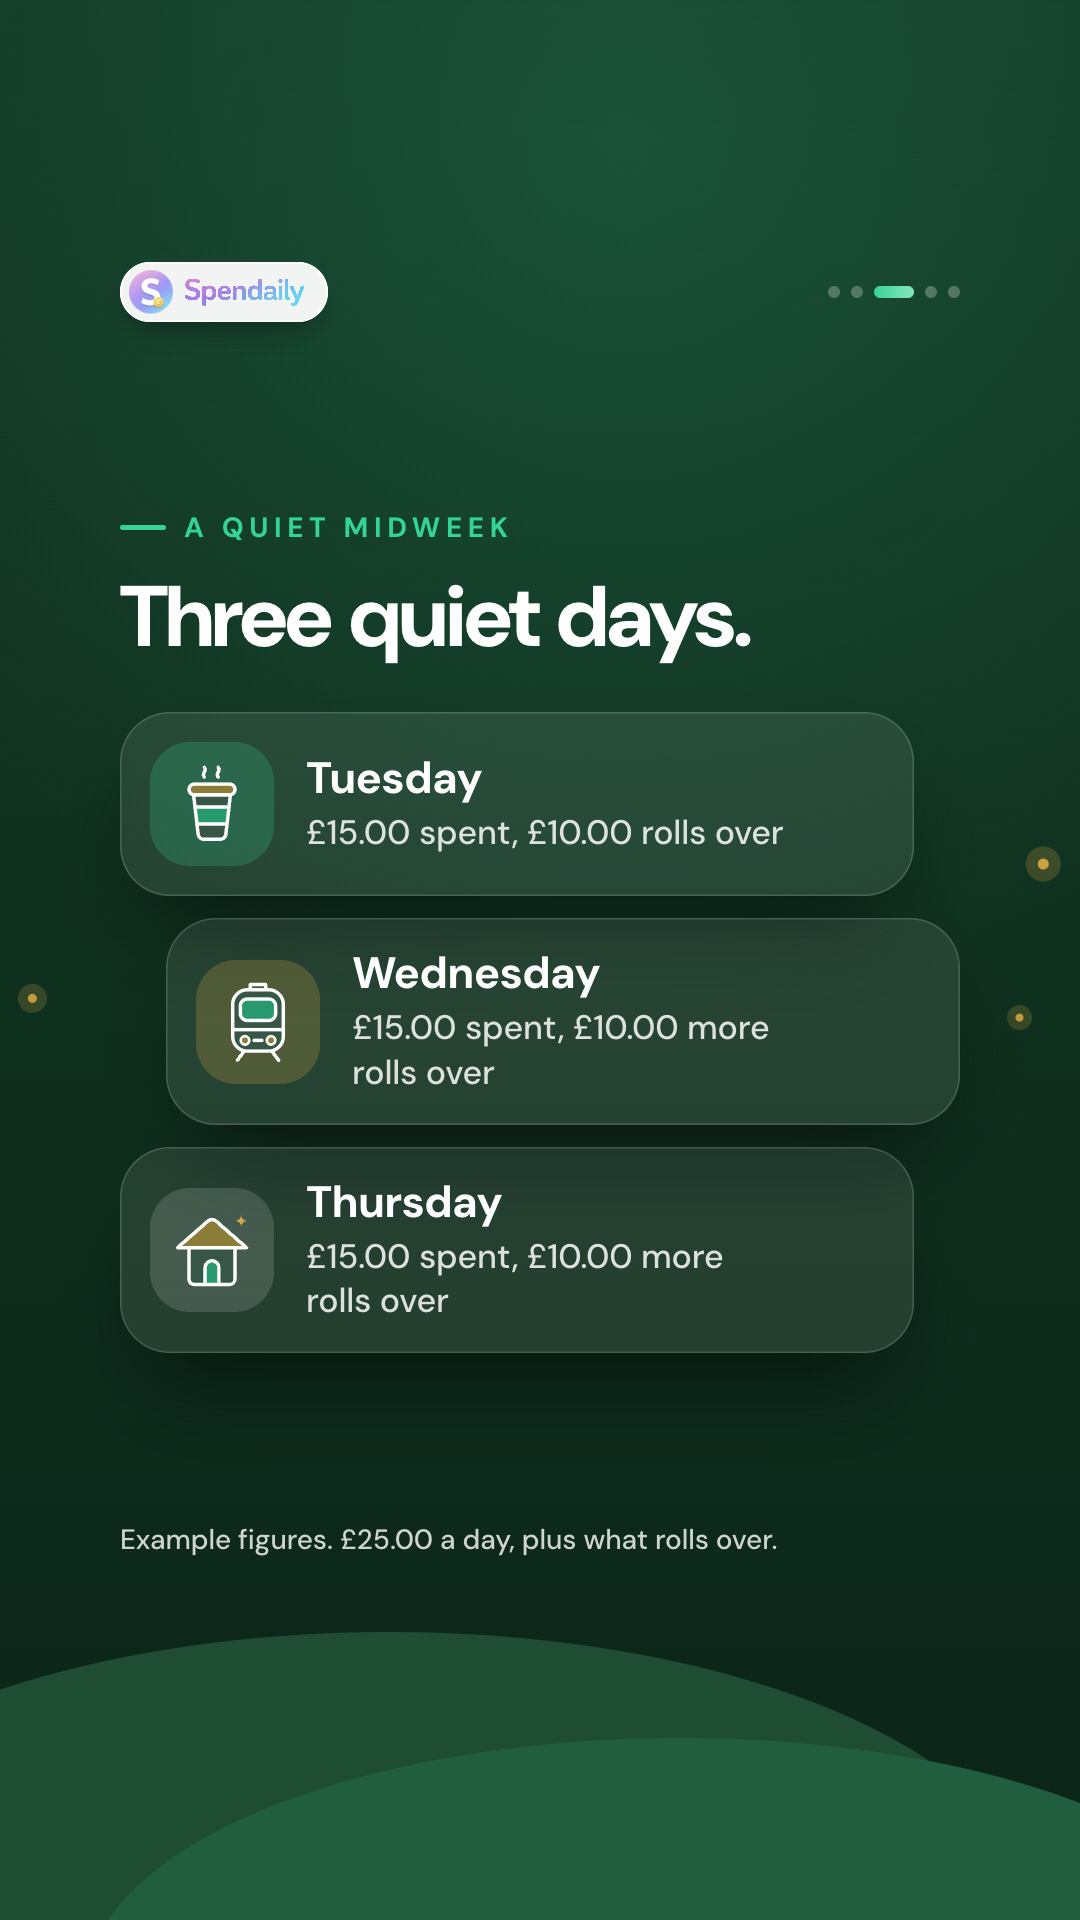 Spendaily
A QUIET MIDWEEK
Three quiet days.
Tuesday
£15.00 spent, £10.00 rolls over
Wednesday
£15.00 spent, £10.00 more
rolls over
Thursday
£15.00 spent, £10.00 more
rolls over
Example figures. £25.00 a day, plus what rolls over.